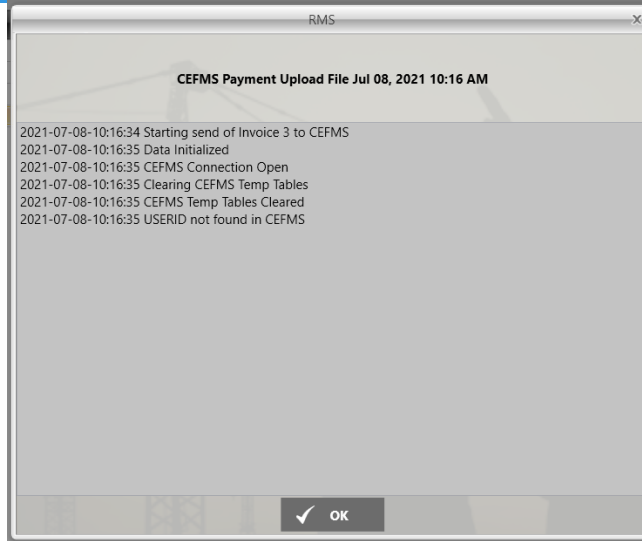 RMS
X
CEFMS Payment Upload File Jul 08, 2021 10:16 AM
2021-07-08-10:16:34 Starting send of Invoice 3 to CEFMS
2021-07-08-10:16:35 Data Initialized
2021-07-08-10:16:35 CEFMS Connection Open
2021-07-08-10:16:35 Clearing CEFMS Temp Tables
2021-07-08-10:16:35 CEFMS Temp Tables Cleared
2021-07-08-10:16:35 USERID not found in CEFMS
OK